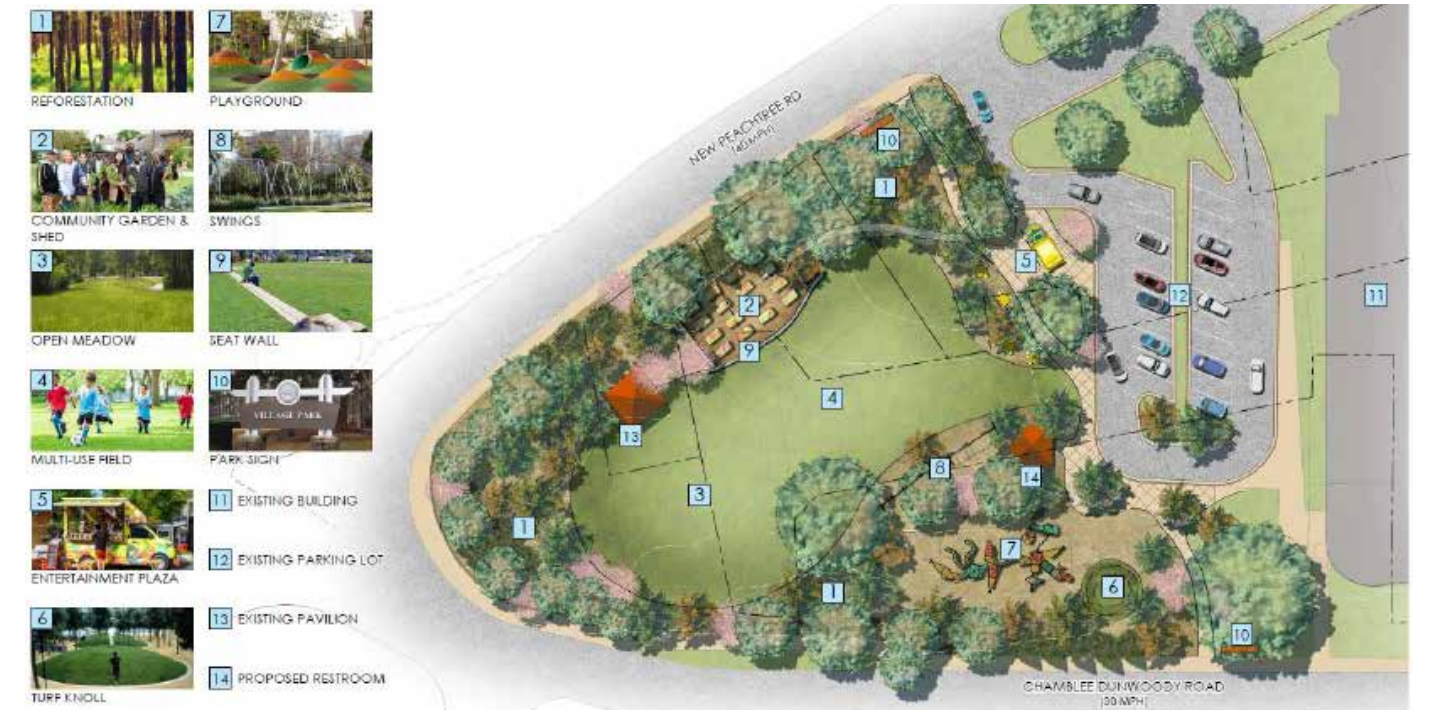 1
REFORESTATION
2
COMMUNITY GARDEN &
SHED
3
OPEN MEADOW
4
MULTI-USE FIELD
5
ENTERTAINMENT PLAZA
6
TURF KNOLL
7
PLAYGROUND
8
SWINGS
9
SEAT WALL
10
VILLAGE PARK
PARK SIGN
11 EXISTING BUILDING
12 EXISTING PARKING LOT
13 EXISTING PAVILION
14 PROPOSED RESTROOM
NEW PEACHTREE RD
(40 MPH)
10
1
5
2
12
11
9
4
13
8
14
3
1
7
1
6
10
CHAMBLEE DUNWOODY ROAD
(30 MPH)